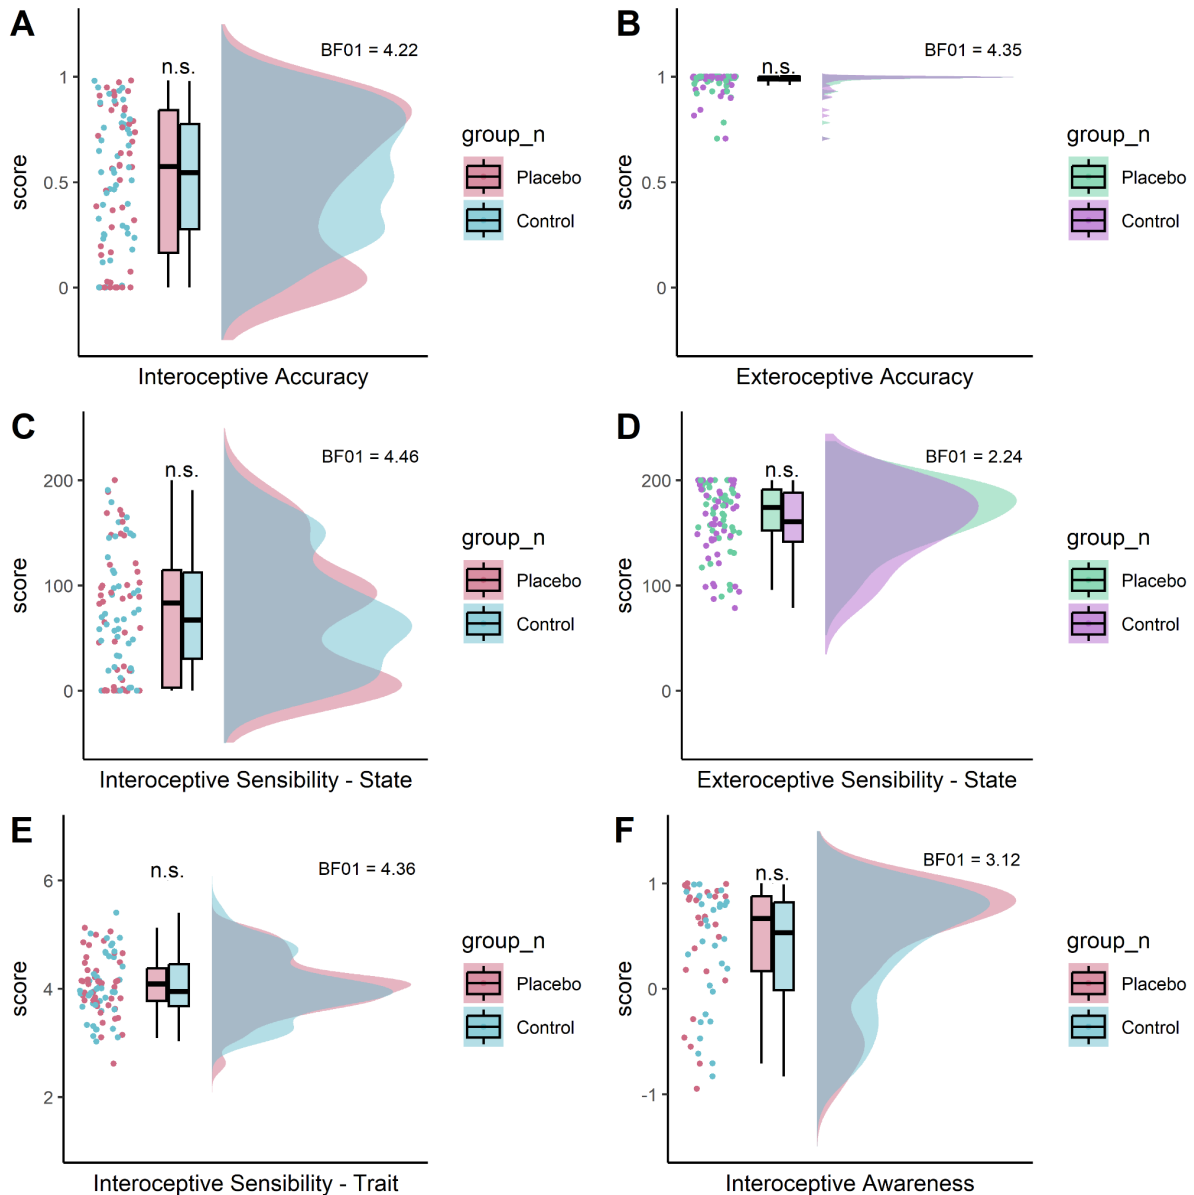 A
BF01 = 4.22
n.s.
1
0.5
0
score
Interoceptive Accuracy
group_n
Placebo
Control
B
BF01 = 4.35
n.s.
1
0.5
0
score
Exteroceptive Accuracy
group_n
Placebo
Control
C
BF01 = 4.46
n.s.
200
100
0
score
Interoceptive Sensibility - State
group_n
Placebo
Control
D
BF01 = 2.24
n.s.
200
100
0
score
Exteroceptive Sensibility - State
group_n
Placebo
Control
E
BF01 = 4.36
n.s.
6
4
2
score
Interoceptive Sensibility - Trait
group_n
Placebo
Control
F
BF01 = 3.12
n.s.
1
0
-1
score
Interoceptive Awareness
group_n
Placebo
Control